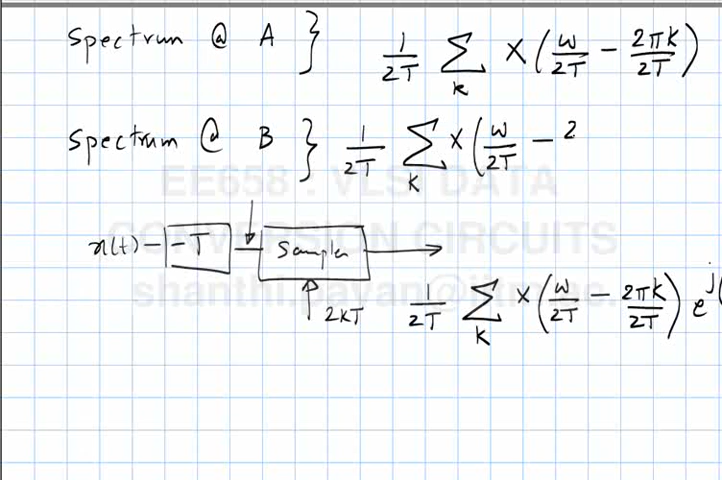 Spectrum @ A } 1/2T Σ_k X(ω/2T − 2πk/2T)
Spectrum @ B } 1/2T Σ_K X(ω/2T − 2
EE658 : VLSI DATA
CONVERSION CIRCUITS
x(t) − −T Sampler
2KT
1/2T Σ_K X(ω/2T − 2πk/2T) e^j(